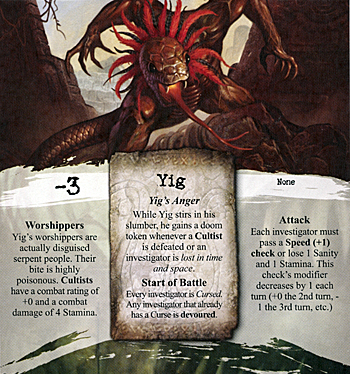 -3
Worshippers
Yig's worshippers are
actually disguised
serpent people. Their
bite is highly
poisonous. Cultists
have a combat rating of
+0 and a combat
damage of 4 Stamina.
Yig
Yig's Anger
While Yig stirs in his
slumber, he gains a doom
token whenever a Cultist
is defeated or an
investigator is lost in time
and space.
Start of Battle
Every investigator is Cursed.
Any investigator that already
has a Curse is devoured.
None
Attack
Each investigator must
pass a Speed (+1)
check or lose 1 Sanity
and 1 Stamina. This
check's modifier
decreases by 1 each
turn (+0 the 2nd turn, -
1 the 3rd turn, etc.)